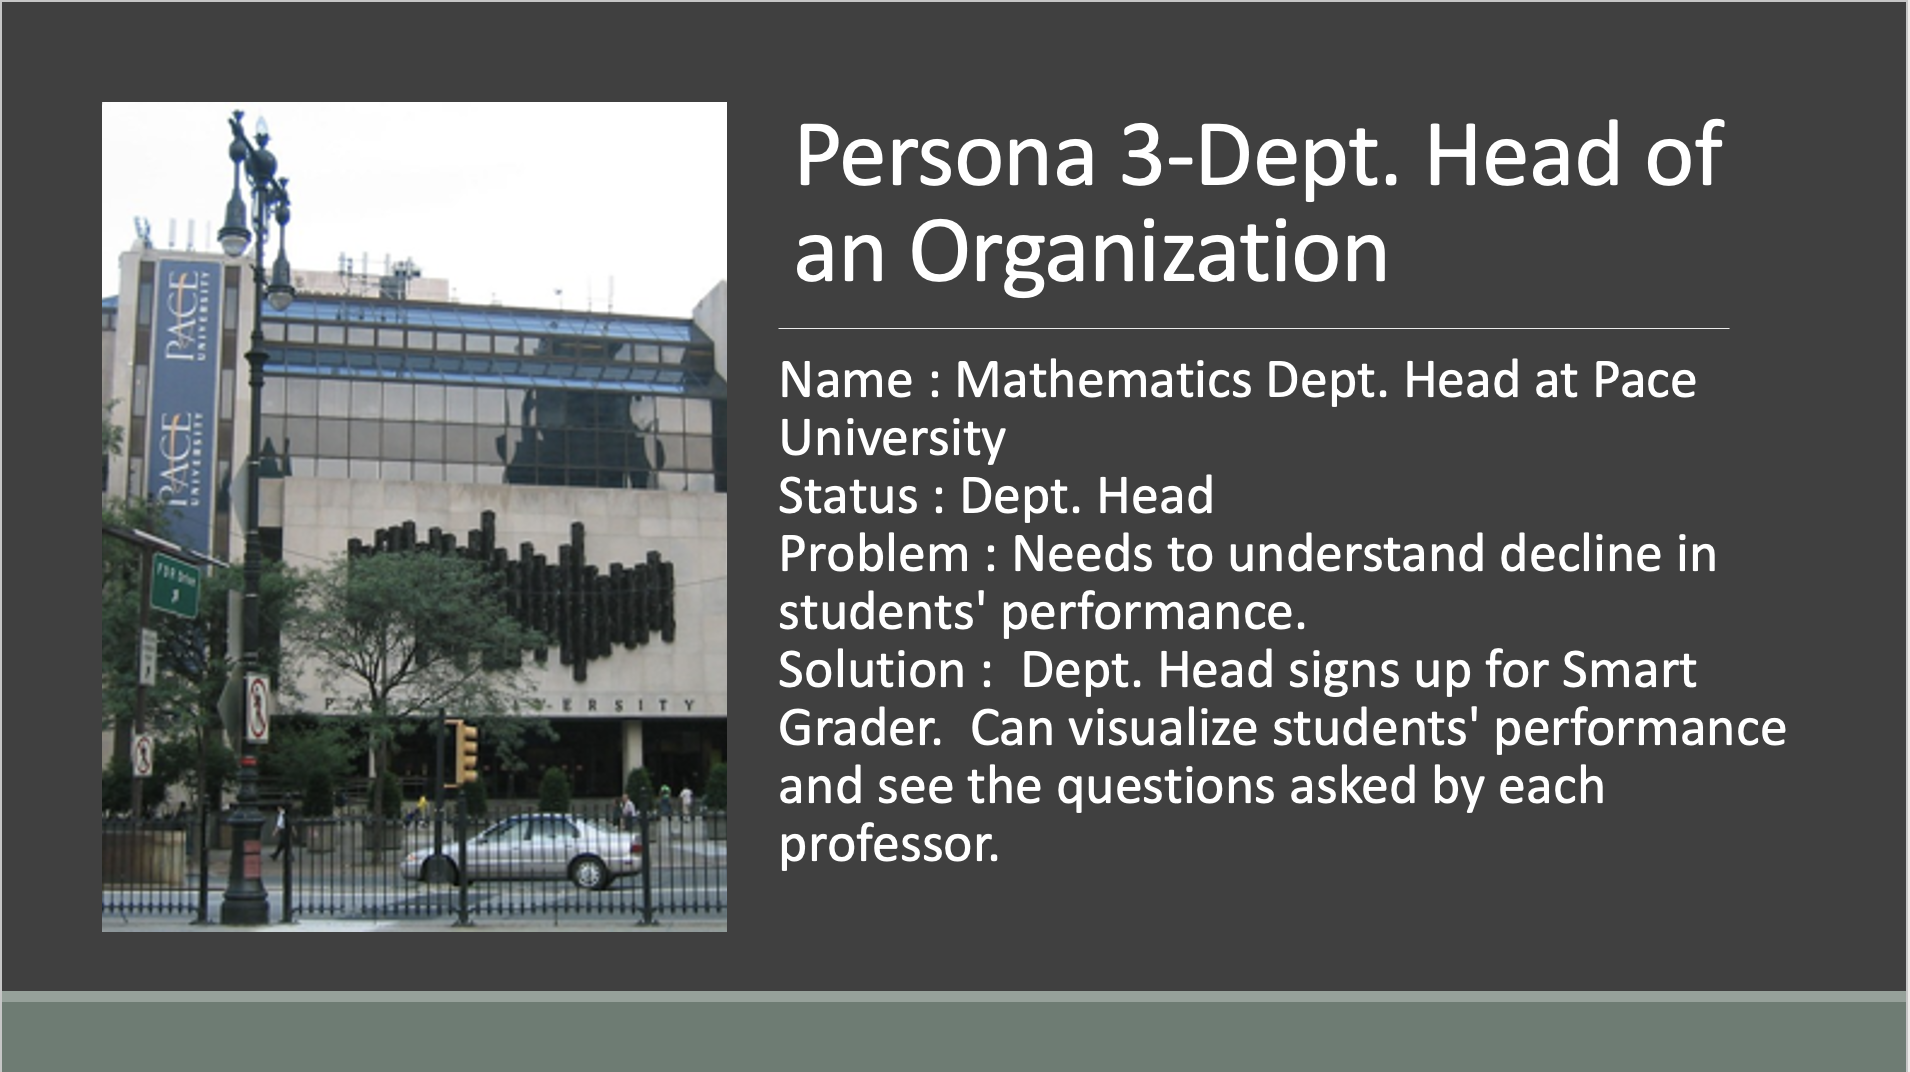 Persona 3-Dept. Head of
an Organization
Name : Mathematics Dept. Head at Pace
University
Status : Dept. Head
Problem : Needs to understand decline in
students' performance.
Solution :  Dept. Head signs up for Smart
Grader.  Can visualize students' performance
and see the questions asked by each
professor.
PACE
UNIVERSITY
PACE
UNIVERSITY
FDR Drive